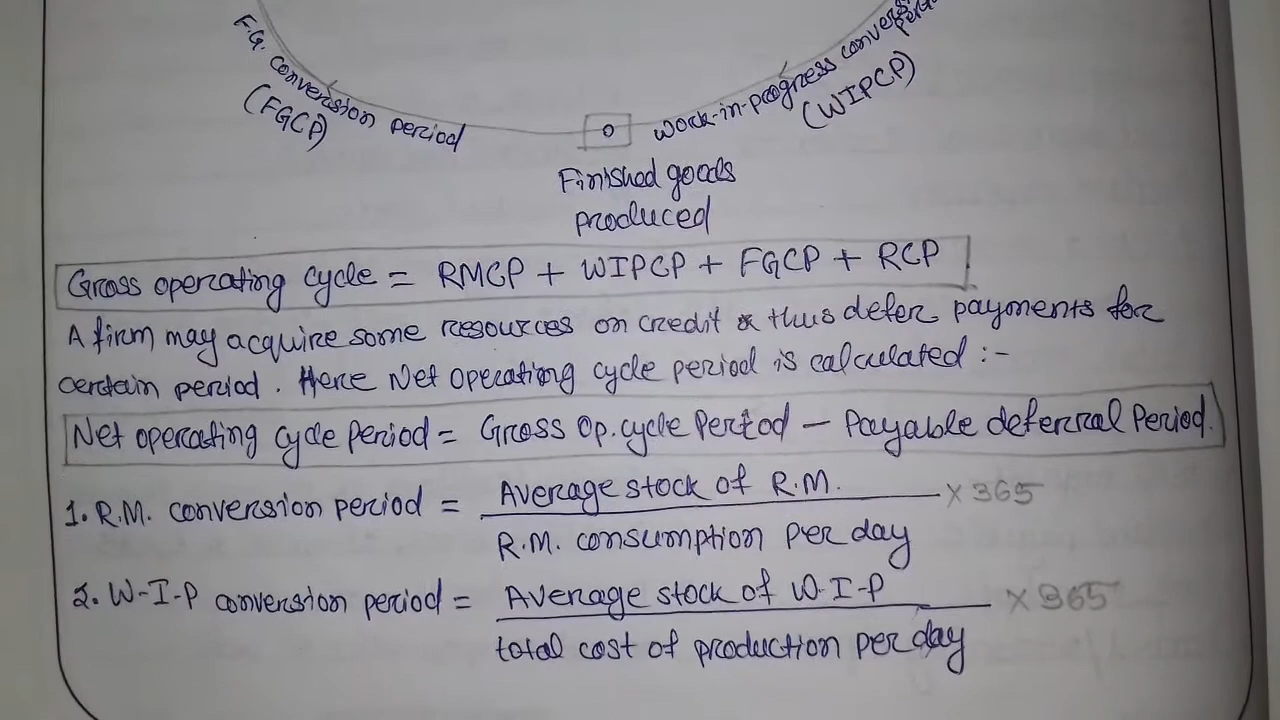 F.G. conversion period
(FGCP)
work-in-progress conversion
(WIPCP)
Finished goods
produced
Gross operating cycle = RMCP + WIPCP + FGCP + RCP
A firm may acquire some resources on credit & thus defer payments for
certain period. Here Net operating cycle period is calculated :-
Net operating cycle Period = Gross Op. cycle Period - Payable deferral Period.
1. R.M. conversion period = Average stock of R.M. × 365
R.M. consumption per day
2. W-I-P conversion period = Average stock of W-I-P × 365
total cost of production per day